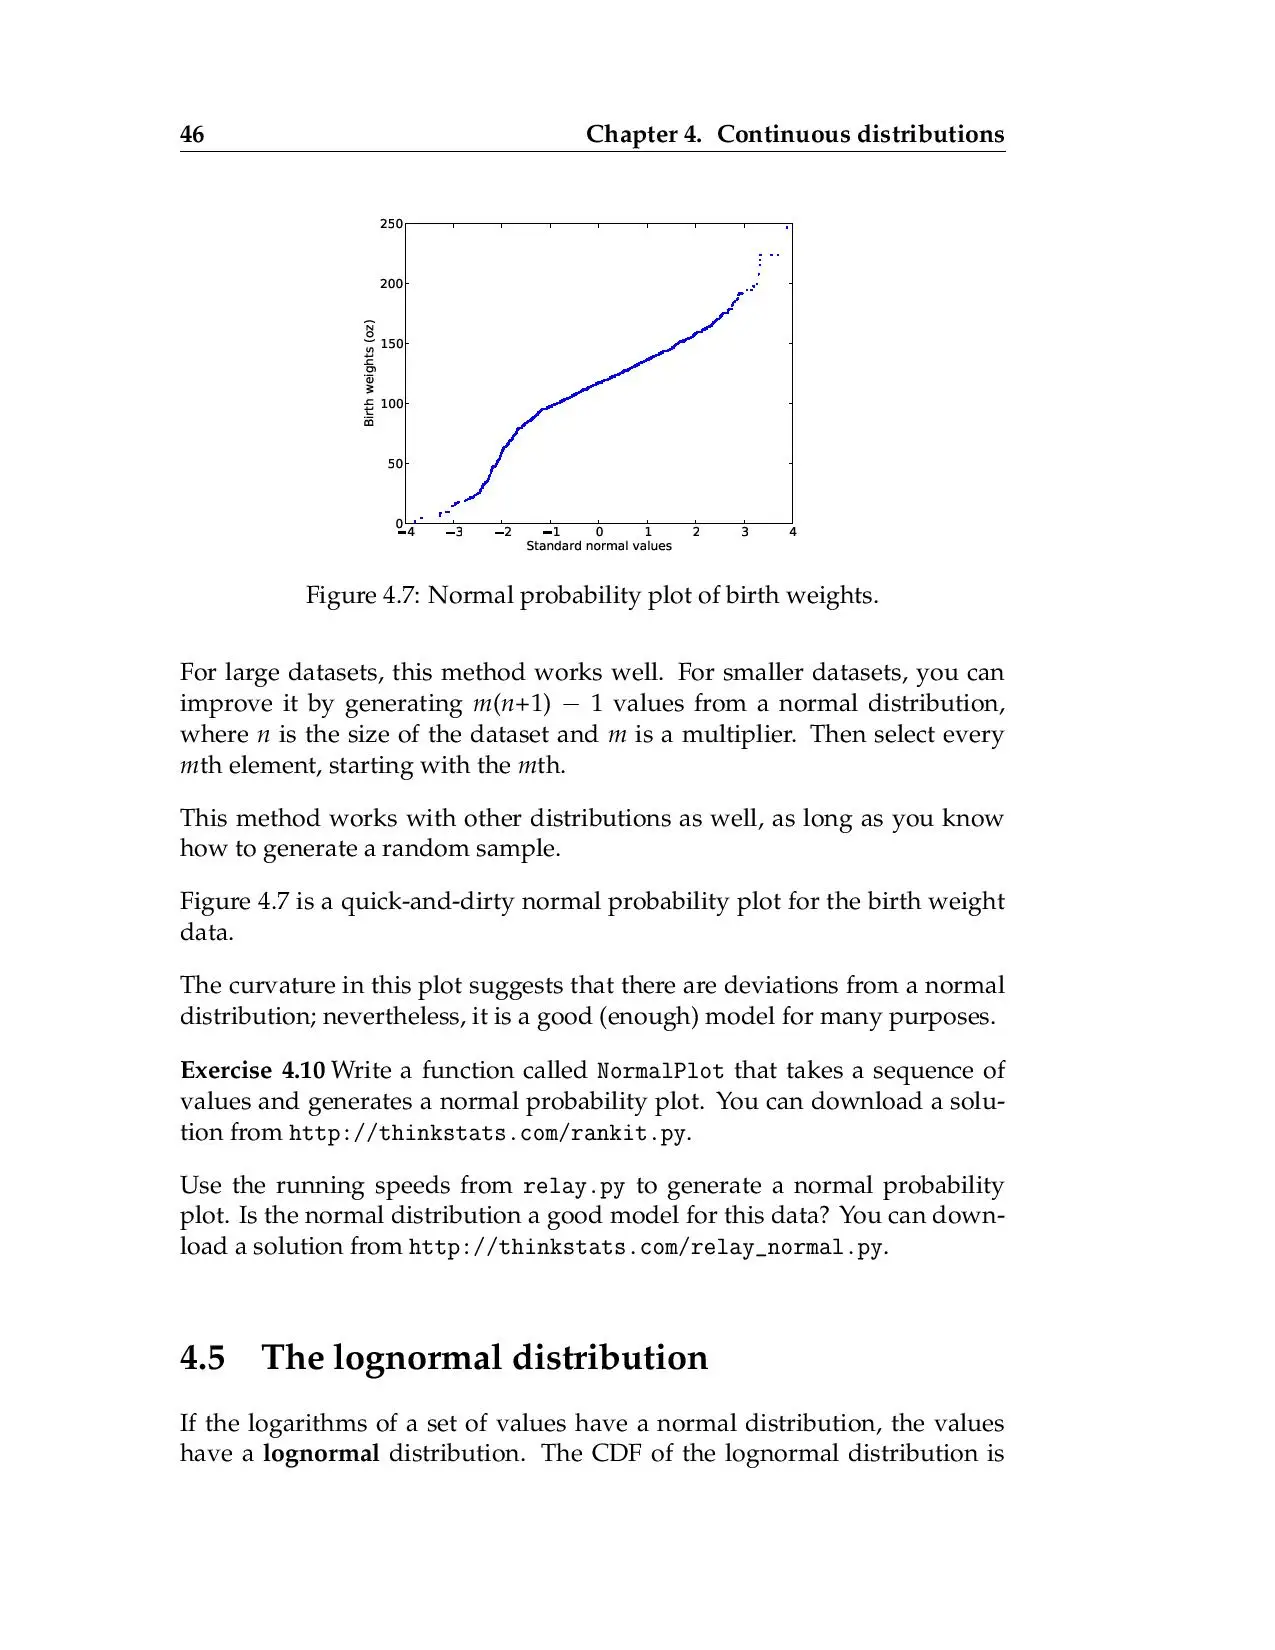 46 Chapter 4. Continuous distributions
250
200
150
100
50
0
Birth weights (oz)
−4 −3 −2 −1 0 1 2 3 4
Standard normal values
Figure 4.7: Normal probability plot of birth weights.
For large datasets, this method works well. For smaller datasets, you can
improve it by generating m(n+1) − 1 values from a normal distribution,
where n is the size of the dataset and m is a multiplier. Then select every
mth element, starting with the mth.
This method works with other distributions as well, as long as you know
how to generate a random sample.
Figure 4.7 is a quick-and-dirty normal probability plot for the birth weight
data.
The curvature in this plot suggests that there are deviations from a normal
distribution; nevertheless, it is a good (enough) model for many purposes.
Exercise 4.10 Write a function called NormalPlot that takes a sequence of
values and generates a normal probability plot. You can download a solu-
tion from http://thinkstats.com/rankit.py.
Use the running speeds from relay.py to generate a normal probability
plot. Is the normal distribution a good model for this data? You can down-
load a solution from http://thinkstats.com/relay_normal.py.
4.5 The lognormal distribution
If the logarithms of a set of values have a normal distribution, the values
have a lognormal distribution. The CDF of the lognormal distribution is